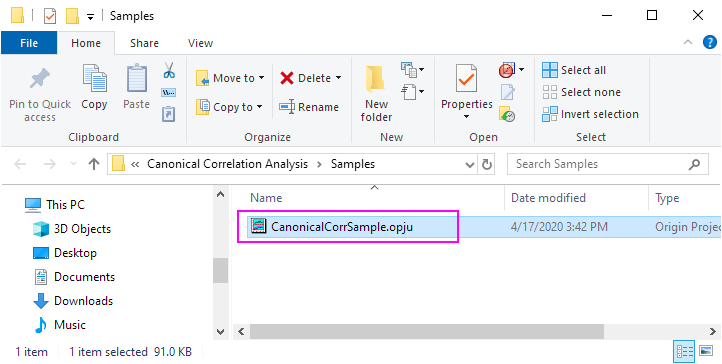 Samples
File Home Share View
Pin to Quick access
Copy
Paste
Move to
Copy to
Delete
Rename
New folder
Properties
Select all
Select none
Invert selection
Clipboard Organize New Open Select
« Canonical Correlation Analysis › Samples
Search Samples
This PC
3D Objects
Desktop
Documents
Downloads
Music
Name Date modified Type
CanonicalCorrSample.opju 4/17/2020 3:42 PM Origin Projec
1 item 1 item selected 91.0 KB